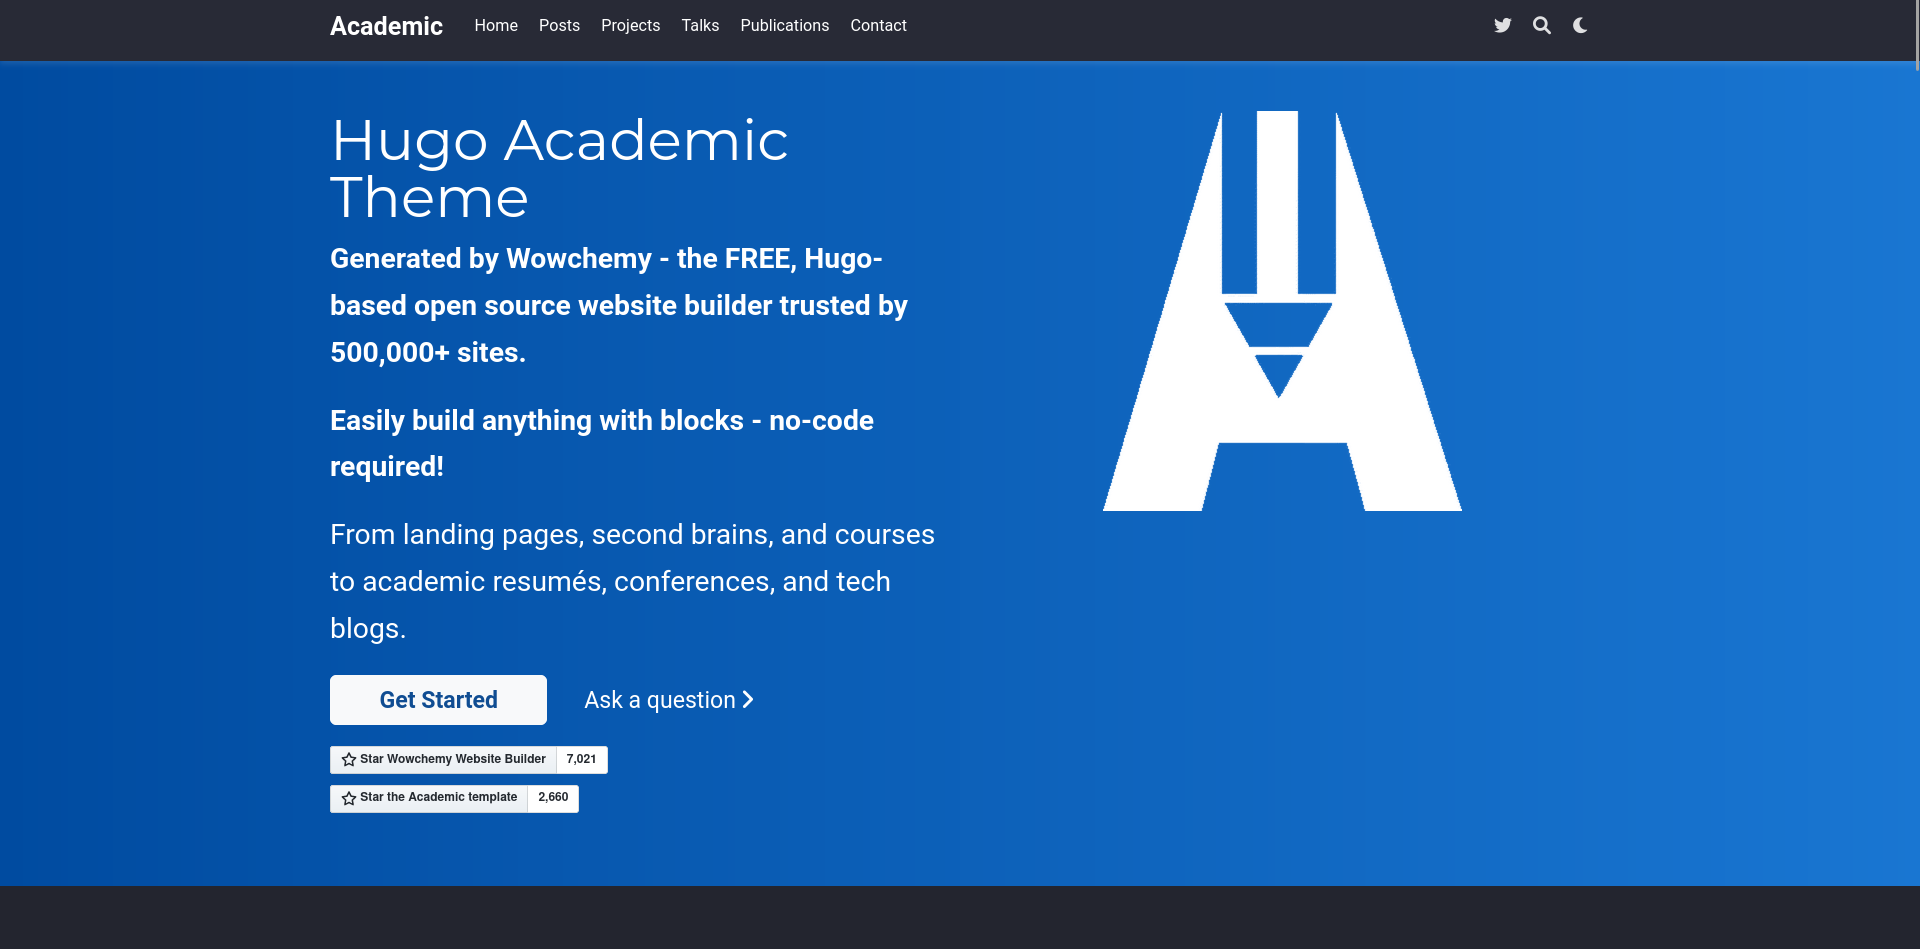 Academic Home Posts Projects Talks Publications Contact
Hugo Academic
Theme
Generated by Wowchemy - the FREE, Hugo-
based open source website builder trusted by
500,000+ sites.
Easily build anything with blocks - no-code
required!
From landing pages, second brains, and courses
to academic resumés, conferences, and tech
blogs.
Get Started Ask a question
Star Wowchemy Website Builder 7,021
Star the Academic template 2,660